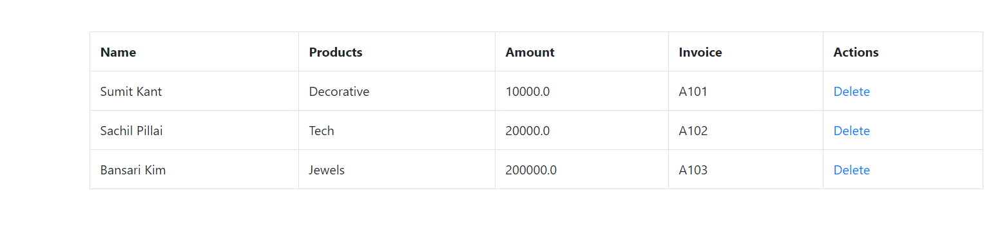 Name Products Amount Invoice Actions
Sumit Kant Decorative 10000.0 A101 Delete
Sachil Pillai Tech 20000.0 A102 Delete
Bansari Kim Jewels 200000.0 A103 Delete